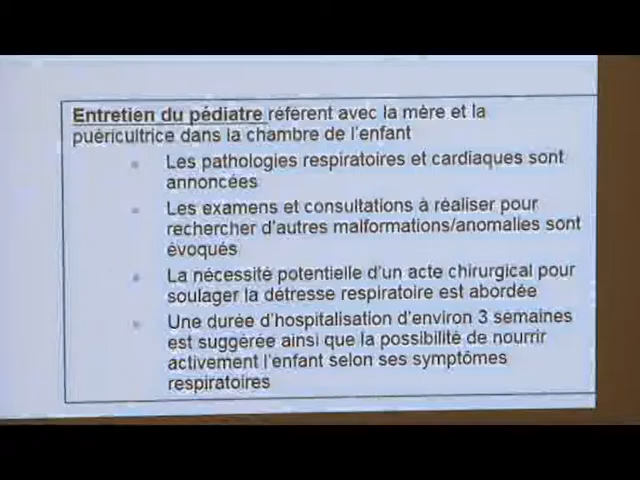 Entretien du pédiatre référent avec la mère et la
puéricultrice dans la chambre de l'enfant
Les pathologies respiratoires et cardiaques sont
annoncées
Les examens et consultations à réaliser pour
rechercher d'autres malformations/anomalies sont
évoqués
La nécessité potentielle d'un acte chirurgical pour
soulager la détresse respiratoire est abordée
Une durée d'hospitalisation d'environ 3 semaines
est suggérée ainsi que la possibilité de nourrir
activement l'enfant selon ses symptômes
respiratoires